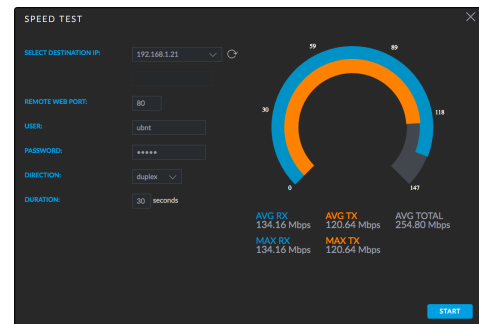 SPEED TEST
SELECT DESTINATION IP:
192.168.1.21
REMOTE WEB PORT:
80
USER:
ubnt
PASSWORD:
•••••
DIRECTION:
duplex
DURATION:
30 seconds
0
30
59
89
118
147
AVG RX
134.16 Mbps
AVG TX
120.64 Mbps
AVG TOTAL
254.80 Mbps
MAX RX
134.16 Mbps
MAX TX
120.64 Mbps
START